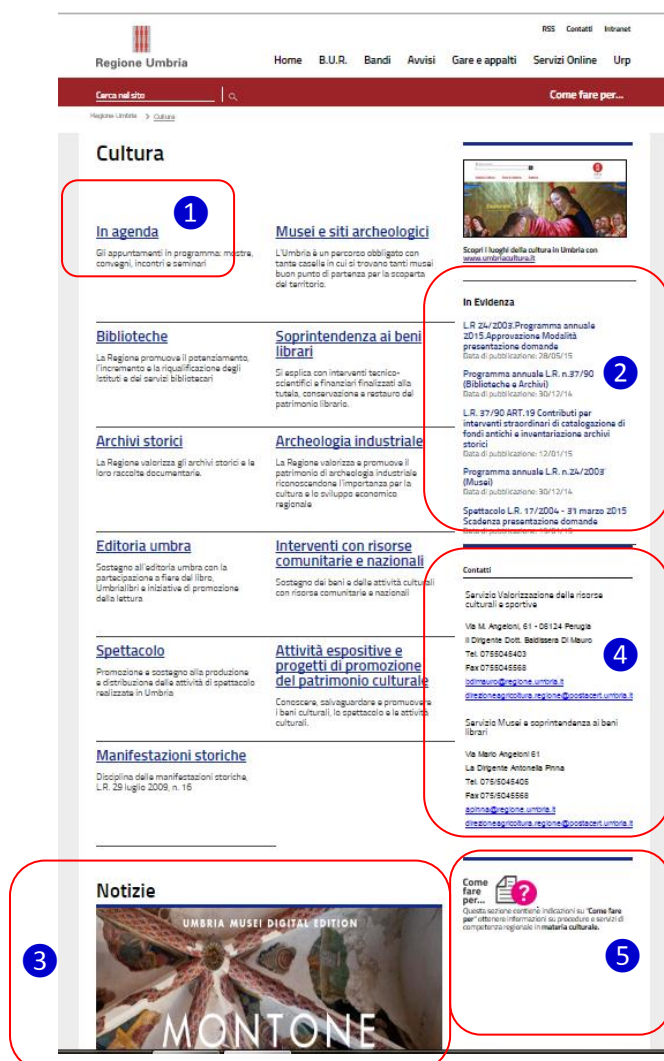 RSS Contatti Intranet
Regione Umbria
Home B.U.R. Bandi Avvisi Gare e appalti Servizi Online Urp
Cerca nel sito
Come fare per...
Regione Umbria > Cultura
Cultura
1
In agenda
Gli appuntamenti in programma: mostre,
convegni, incontri e seminari
Musei e siti archeologici
L'Umbria è un percorso obbligato con
tante caselle in cui si trovano tanti musei
buon punto di partenza per la scoperta
del territorio.
Biblioteche
La Regione promuove il potenziamento,
l'incremento e la riqualificazione degli
istituti e dei servizi bibliotecari
Soprintendenza ai beni
librari
Si esplica con interventi tecnico-
scientifici e finanziari finalizzati alla
tutela, conservazione e restauro del
patrimonio librario.
Archivi storici
La Regione valorizza gli archivi storici e le
loro raccolte documentarie.
Archeologia industriale
La Regione valorizza e promuove il
patrimonio di archeologia industriale
riconoscendone l'importanza per la
cultura e lo sviluppo economico
regionale
Editoria umbra
Sostegno all'editoria umbra con la
partecipazione a fiere del libro,
Umbrialibri e iniziative di promozione
della lettura
Interventi con risorse
comunitarie e nazionali
Sostegno dei beni e delle attività culturali
con risorse comunitarie e nazionali
Spettacolo
Promozione e sostegno alla produzione
e distribuzione delle attività di spettacolo
realizzate in Umbria
Attività espositive e
progetti di promozione
del patrimonio culturale
Conoscere, salvaguardare e promuovere
i beni culturali, lo spettacolo e le attività
culturali.
Manifestazioni storiche
Disciplina delle manifestazioni storiche,
L.R. 29 luglio 2009, n. 16
Scopri i luoghi della cultura in Umbria con
www.umbriacultura.it
In Evidenza
L.R 24/2003.Programma annuale
2015.Approvazione Modalità
presentazione domande
Data di pubblicazione: 28/05/15
2
Programma annuale L.R. n.37/90
(Biblioteche e Archivi)
Data di pubblicazione: 30/12/14
L.R. 37/90 ART.19 Contributi per
interventi straordinari di catalogazione di
fondi antichi e inventariazione archivi
storici
Data di pubblicazione: 12/01/15
Programma annuale L.R. n.24/2003
(Musei)
Data di pubblicazione: 30/12/14
Spettacolo L.R. 17/2004 - 31 marzo 2015
Scadenza presentazione domande
Data di pubblicazione:
Contatti
Servizio Valorizzazione delle risorse
culturali e sportive
Via M. Angeloni, 61 - 06124 Perugia
Il Dirigente Dott. Baldissera Di Mauro
Tel. 0755045403
Fax 0755045568
bdimauro@regione.umbria.it
direzioneagricoltura.regione@postacert.umbria.it
4
Servizio Musei e soprintendenza ai beni
librari
Via Mario Angeloni 61
La Dirigente Antonella Pinna
Tel. 075/5045405
Fax 075/5045568
apinna@regione.umbria.it
direzioneagricoltura.regione@postacert.umbria.it
Notizie
3
UMBRIA MUSEI DIGITAL EDITION
MONTONE
Come
fare
per...
?
Questa sezione contiene indicazioni su "Come fare
per" ottenere informazioni su procedure e servizi di
competenza regionale in materia culturale.
5